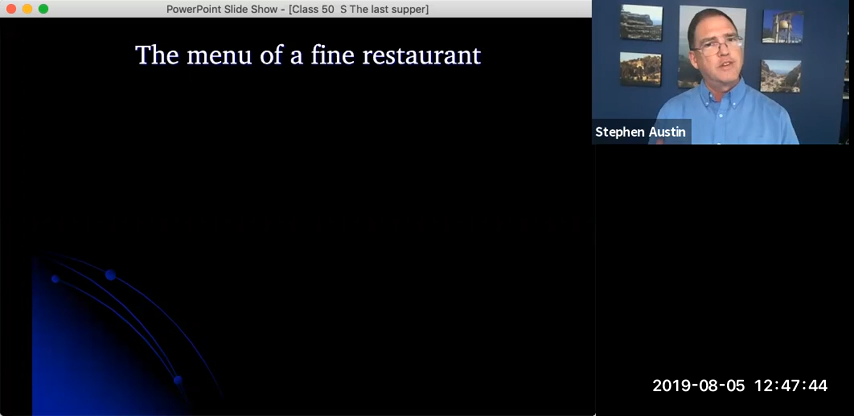 PowerPoint Slide Show - [Class 50 S The last supper]
The menu of a fine restaurant
Stephen Austin
2019-08-05 12:47:44